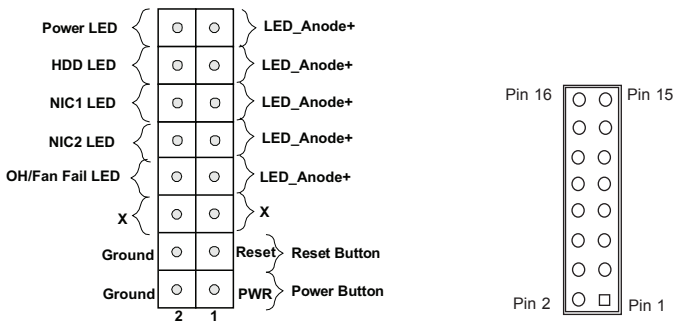 Power LED LED_Anode+
HDD LED LED_Anode+
NIC1 LED LED_Anode+
NIC2 LED LED_Anode+
OH/Fan Fail LED LED_Anode+
X X
Ground Reset Reset Button
Ground PWR Power Button
2 1
Pin 16 Pin 15
Pin 2 Pin 1